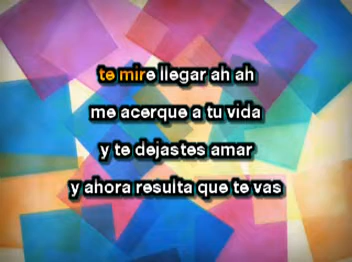 te mire llegar ah ah
me acerque a tu vida
y te dejastes amar
y ahora resulta que te vas